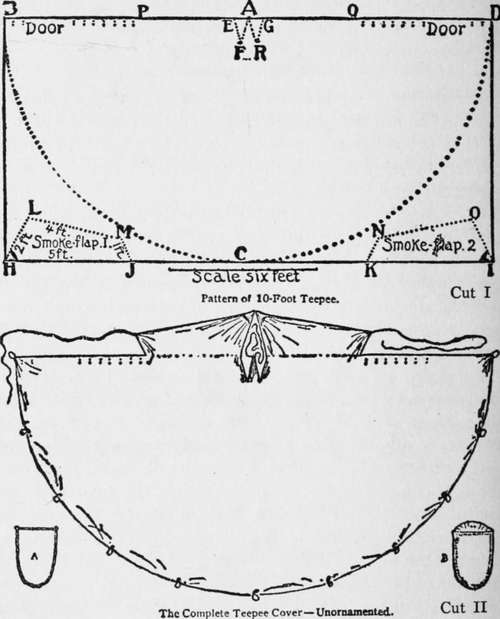 B P A Q D
Door E G Door
F R
L O
M N
4 ft.
2 ft. Smoke-flap.1. 1 ft. Smoke-flap.2
5 ft.
H J C K I
Scale six feet
Pattern of 10-Foot Teepee. Cut I
A B
Cut II
The Complete Teepee Cover—Unornamented.